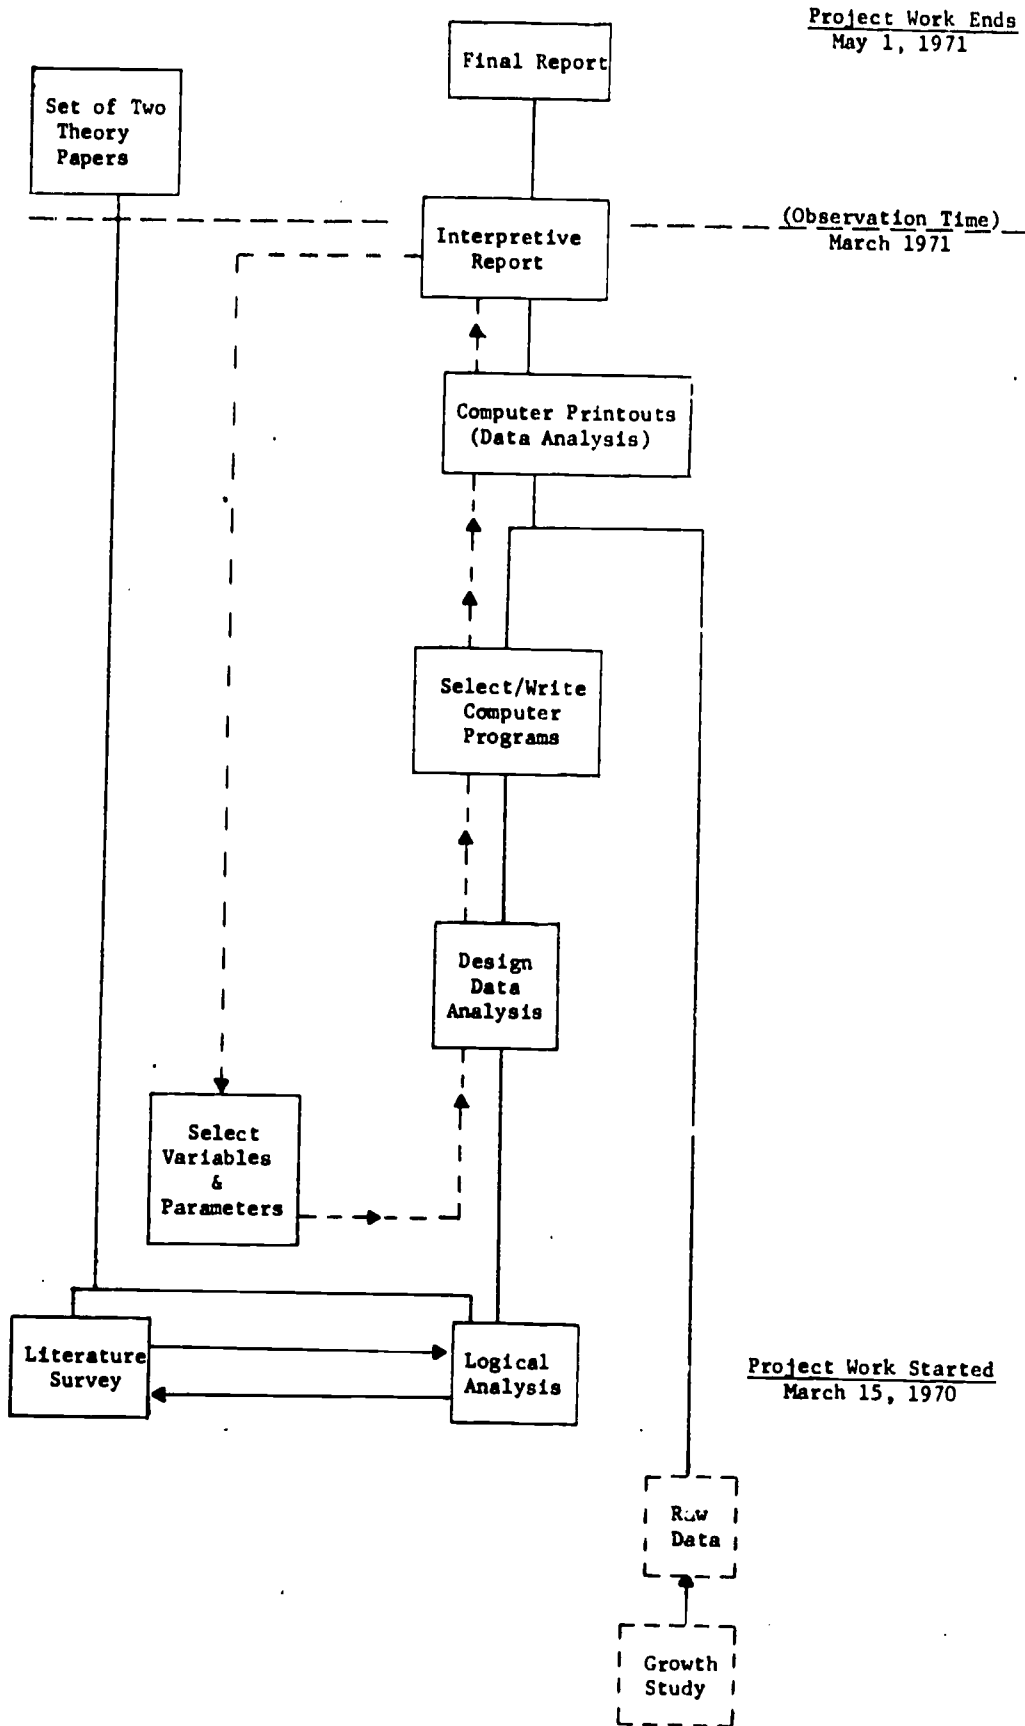 Project Work Ends
May 1, 1971
Final Report
Set of Two
Theory
Papers
(Observation Time)
March 1971
Interpretive
Report
Computer Printouts
(Data Analysis)
Select/Write
Computer
Programs
Design
Data
Analysis
Select
Variables
&
Parameters
Literature
Survey
Logical
Analysis
Project Work Started
March 15, 1970
Raw
Data
Growth
Study